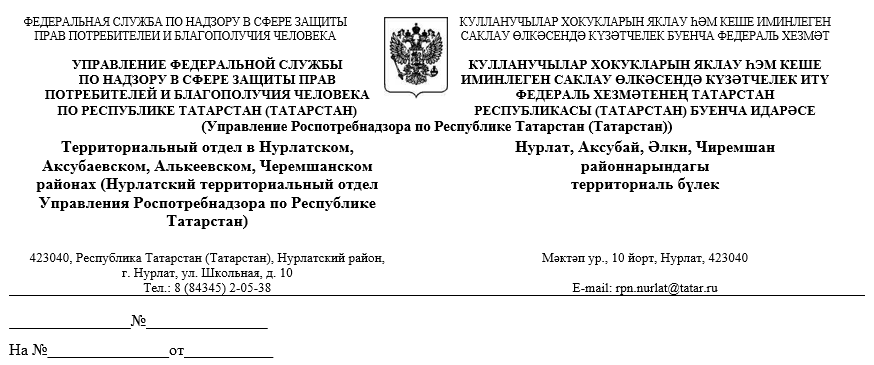 ФЕДЕРАЛЬНАЯ СЛУЖБА ПО НАДЗОРУ В СФЕРЕ ЗАЩИТЫ
ПРАВ ПОТРЕБИТЕЛЕИ И БЛАГОПОЛУЧИЯ ЧЕЛОВЕКА
УПРАВЛЕНИЕ ФЕДЕРАЛЬНОЙ СЛУЖБЫ
ПО НАДЗОРУ В СФЕРЕ ЗАЩИТЫ ПРАВ
ПОТРЕБИТЕЛЕЙ И БЛАГОПОЛУЧИЯ ЧЕЛОВЕКА
ПО РЕСПУБЛИКЕ ТАТАРСТАН (ТАТАРСТАН)
КУЛЛАНУЧЫЛАР ХОКУКЛАРЫН ЯКЛАУ ҺӘМ КЕШЕ ИМИНЛЕГЕН
САКЛАУ ӨЛКӘСЕНДӘ КҮЗӘТЧЕЛЕК БУЕНЧА ФЕДЕРАЛЬ ХЕЗМӘТ
КУЛЛАНУЧЫЛАР ХОКУКЛАРЫН ЯКЛАУ ҺӘМ КЕШЕ
ИМИНЛЕГЕН САКЛАУ ӨЛКӘСЕНДӘ КҮЗӘТЧЕЛЕК ИТҮ
ФЕДЕРАЛЬ ХЕЗМӘТЕНЕҢ ТАТАРСТАН
РЕСПУБЛИКАСЫ (ТАТАРСТАН) БУЕНЧА ИДАРӘСЕ
(Управление Роспотребнадзора по Республике Татарстан (Татарстан))
Территориальный отдел в Нурлатском,
Аксубаевском, Алькеевском, Черемшанском
районах (Нурлатский территориальный отдел
Управления Роспотребнадзора по Республике
Татарстан)
Нурлат, Аксубай, Әлки, Чиремшан
районнарындагы
территориаль бүлек
423040, Республика Татарстан (Татарстан), Нурлатский район,
г. Нурлат, ул. Школьная, д. 10
Тел.: 8 (84345) 2-05-38
Мәктәп ур., 10 йорт, Нурлат, 423040
E-mail: rpn.nurlat@tatar.ru
_______________№_______________
На №_______________от___________